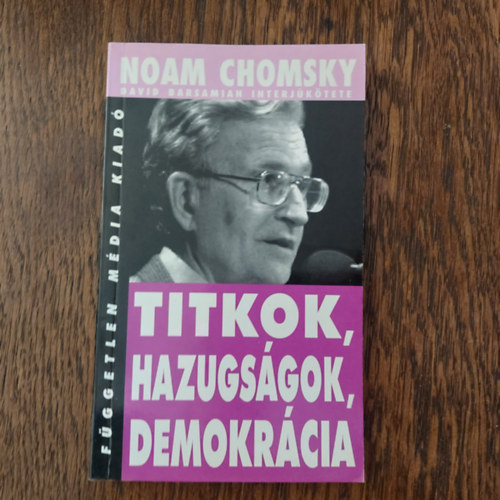 NOAM CHOMSKY
DAVID BARSAMIAN INTERJÚKÖTETE
FÜGGETLEN MÉDIA KIADÓ
TITKOK,
HAZUGSÁGOK,
DEMOKRÁCIA